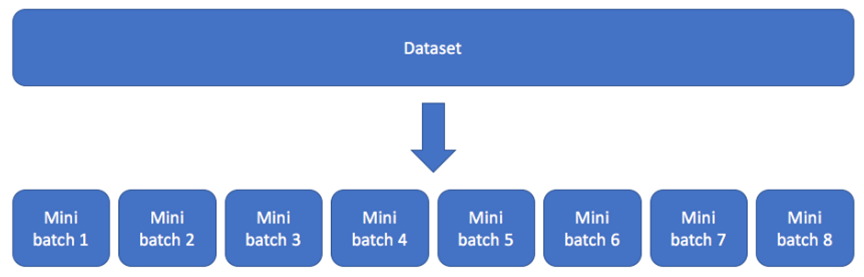 Dataset
Mini
batch 1
Mini
batch 2
Mini
batch 3
Mini
batch 4
Mini
batch 5
Mini
batch 6
Mini
batch 7
Mini
batch 8